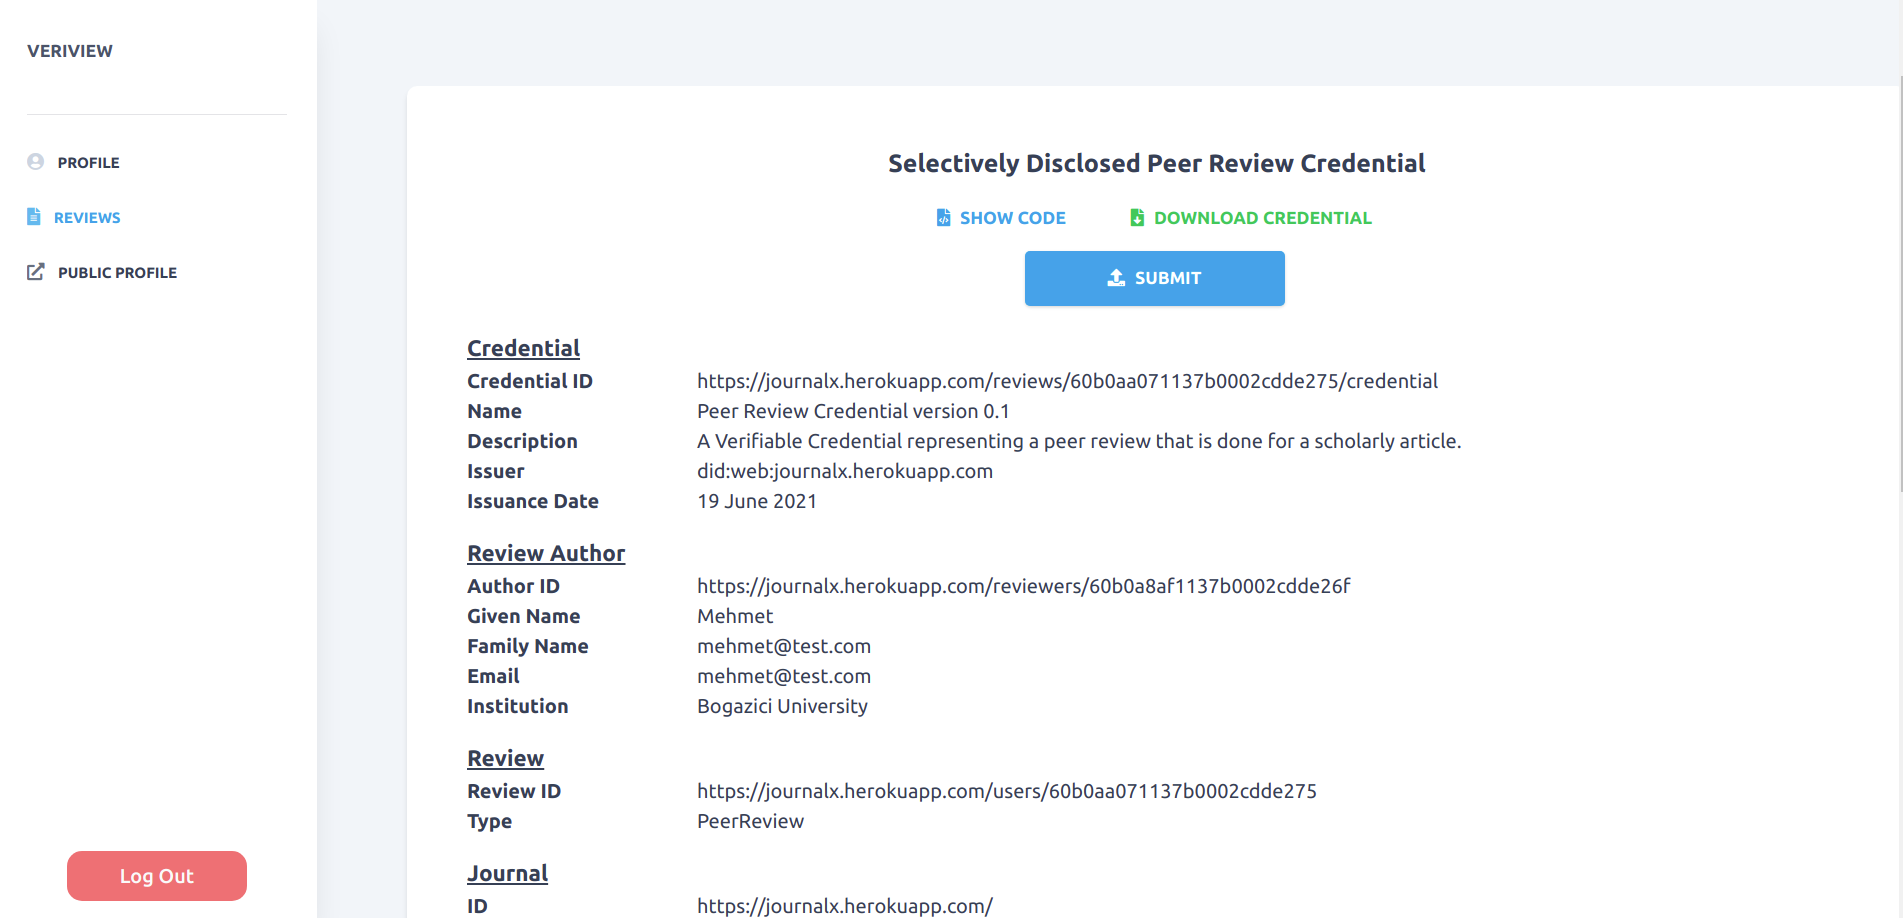 VERIVIEW
PROFILE
REVIEWS
PUBLIC PROFILE
Log Out
Selectively Disclosed Peer Review Credential
SHOW CODE DOWNLOAD CREDENTIAL
SUBMIT
Credential
Credential ID https://journalx.herokuapp.com/reviews/60b0aa071137b0002cdde275/credential
Name Peer Review Credential version 0.1
Description A Verifiable Credential representing a peer review that is done for a scholarly article.
Issuer did:web:journalx.herokuapp.com
Issuance Date 19 June 2021
Review Author
Author ID https://journalx.herokuapp.com/reviewers/60b0a8af1137b0002cdde26f
Given Name Mehmet
Family Name mehmet@test.com
Email mehmet@test.com
Institution Bogazici University
Review
Review ID https://journalx.herokuapp.com/users/60b0aa071137b0002cdde275
Type PeerReview
Journal
ID https://journalx.herokuapp.com/